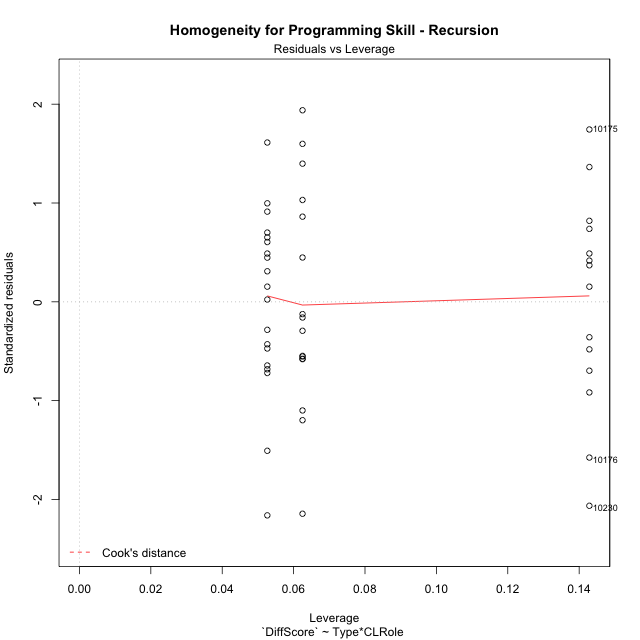 Homogeneity for Programming Skill - Recursion
Residuals vs Leverage
2
1
0
-1
-2
Standardized residuals
10175
10176
10230
Cook's distance
0.00 0.02 0.04 0.06 0.08 0.10 0.12 0.14
Leverage
`DiffScore` ~ Type*CLRole